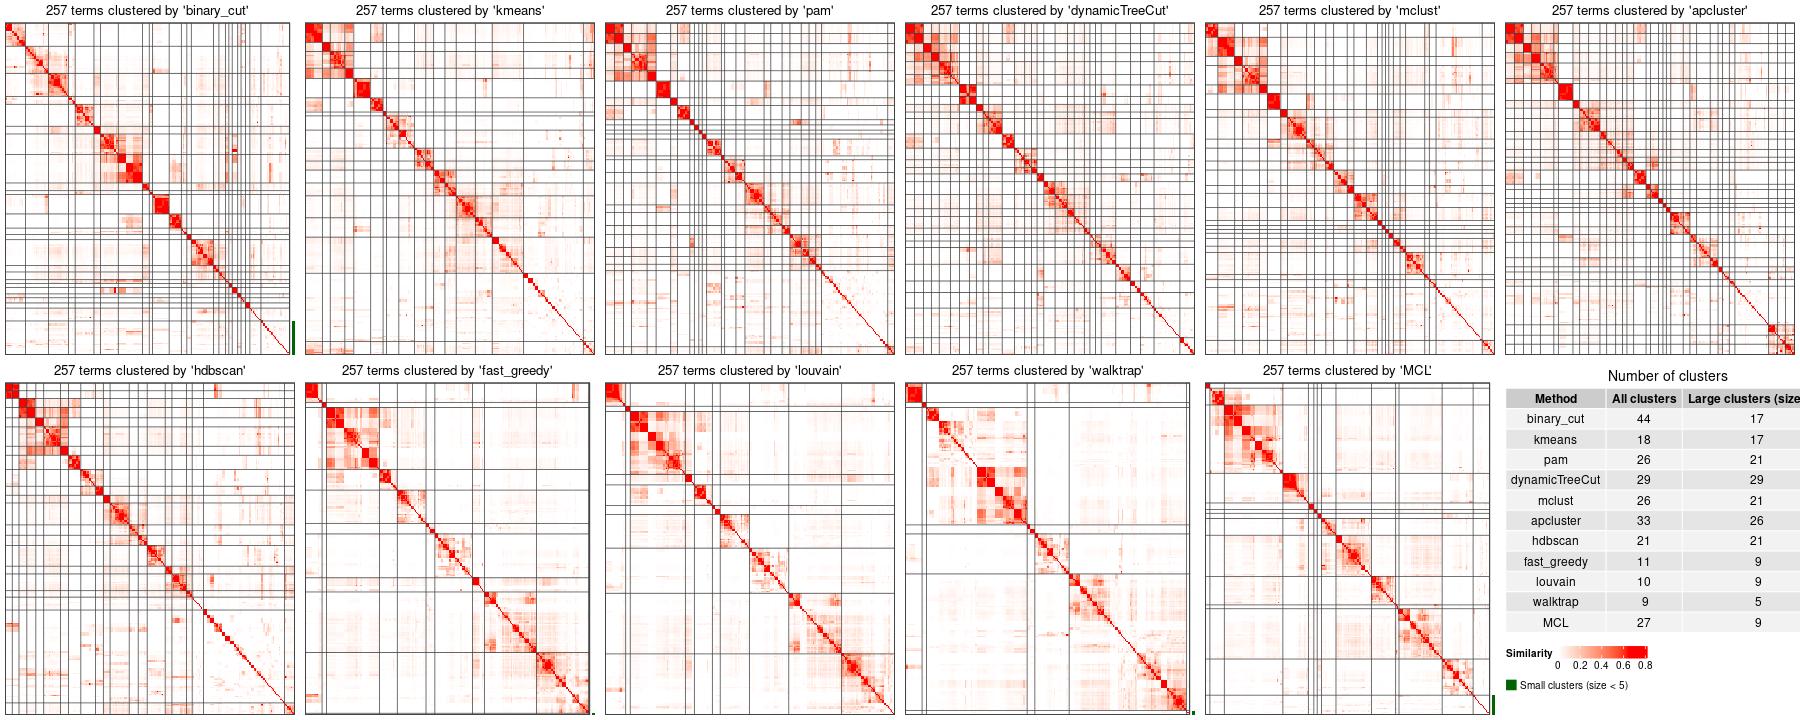 257 terms clustered by 'binary_cut'
257 terms clustered by 'kmeans'
257 terms clustered by 'pam'
257 terms clustered by 'dynamicTreeCut'
257 terms clustered by 'mclust'
257 terms clustered by 'apcluster'
257 terms clustered by 'hdbscan'
257 terms clustered by 'fast_greedy'
257 terms clustered by 'louvain'
257 terms clustered by 'walktrap'
257 terms clustered by 'MCL'
Number of clusters
Method All clusters Large clusters (size
binary_cut 44 17
kmeans 18 17
pam 26 21
dynamicTreeCut 29 29
mclust 26 21
apcluster 33 26
hdbscan 21 21
fast_greedy 11 9
louvain 10 9
walktrap 9 5
MCL 27 9
Similarity
0 0.2 0.4 0.6 0.8
Small clusters (size < 5)